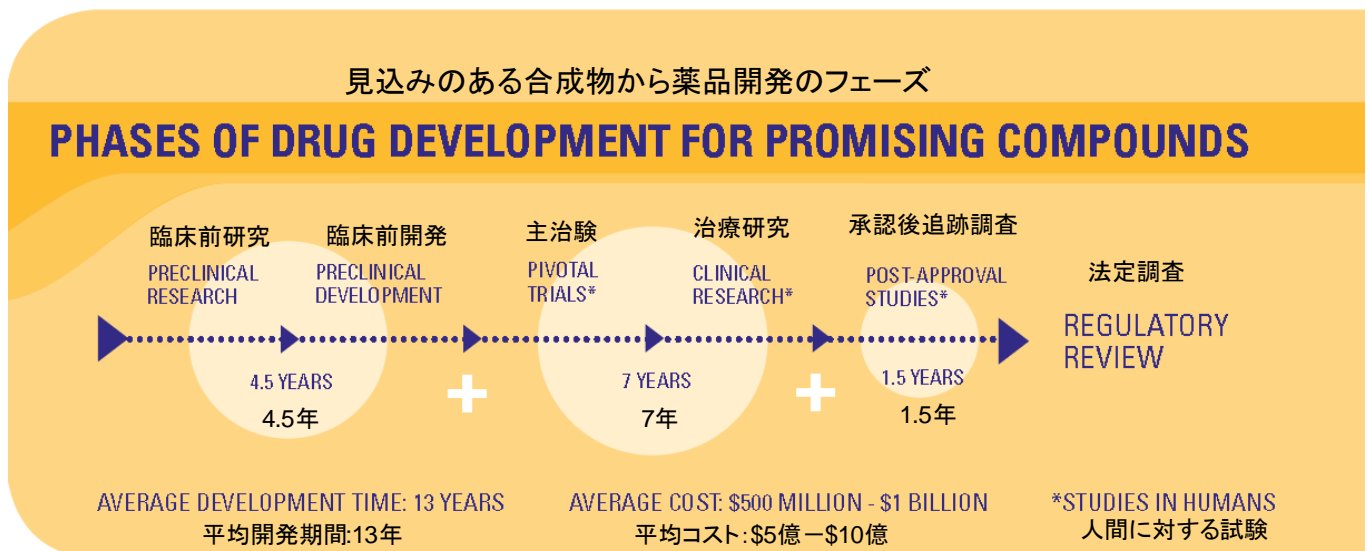 見込みのある合成物から薬品開発のフェーズ
PHASES OF DRUG DEVELOPMENT FOR PROMISING COMPOUNDS
臨床前研究
PRECLINICAL
RESEARCH
臨床前開発
PRECLINICAL
DEVELOPMENT
主治験
PIVOTAL
TRIALS*
治療研究
CLINICAL
RESEARCH*
承認後追跡調査
POST-APPROVAL
STUDIES*
法定調査
REGULATORY
REVIEW
4.5 YEARS
4.5年
+
7 YEARS
7年
+
1.5 YEARS
1.5年
AVERAGE DEVELOPMENT TIME: 13 YEARS
平均開発期間:13年
AVERAGE COST: $500 MILLION - $1 BILLION
平均コスト:$5億－$10億
*STUDIES IN HUMANS
人間に対する試験